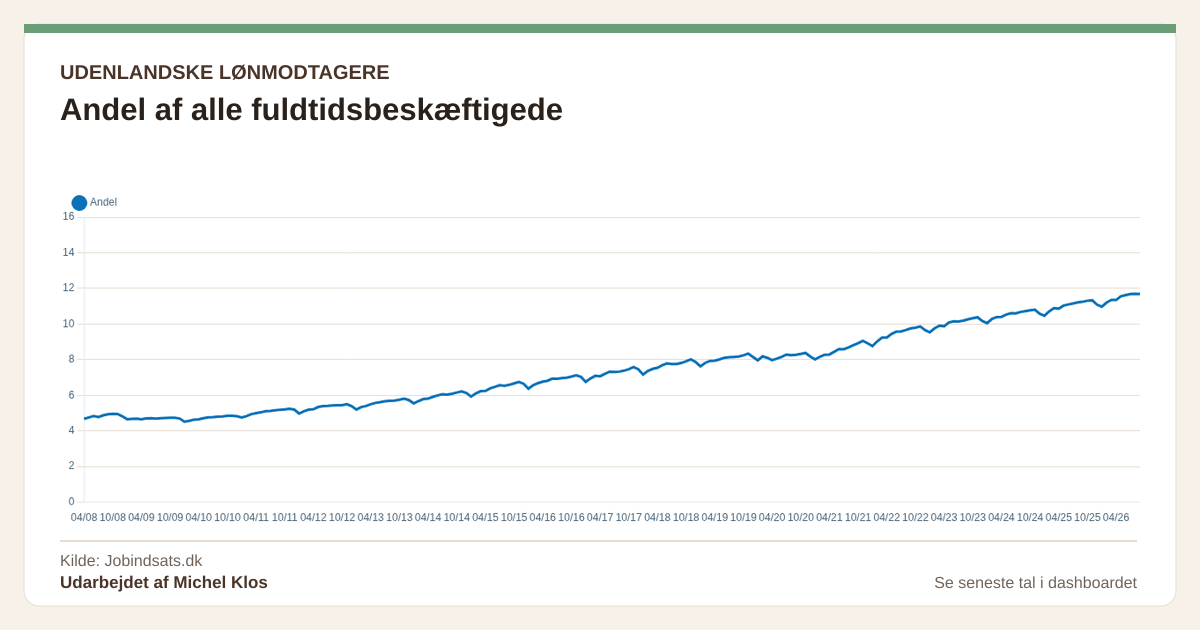 UDENLANDSKE LØNMODTAGERE
Andel af alle fuldtidsbeskæftigede
Andel
16
14
12
10
8
6
4
2
0
04/08 10/08 04/09 10/09 04/10 10/10 04/11 10/11 04/12 10/12 04/13 10/13 04/14 10/14 04/15 10/15 04/16 10/16 04/17 10/17 04/18 10/18 04/19 10/19 04/20 10/20 04/21 10/21 04/22 10/22 04/23 10/23 04/24 10/24 04/25 10/25 04/26
Kilde: Jobindsats.dk
Udarbejdet af Michel Klos
Se seneste tal i dashboardet